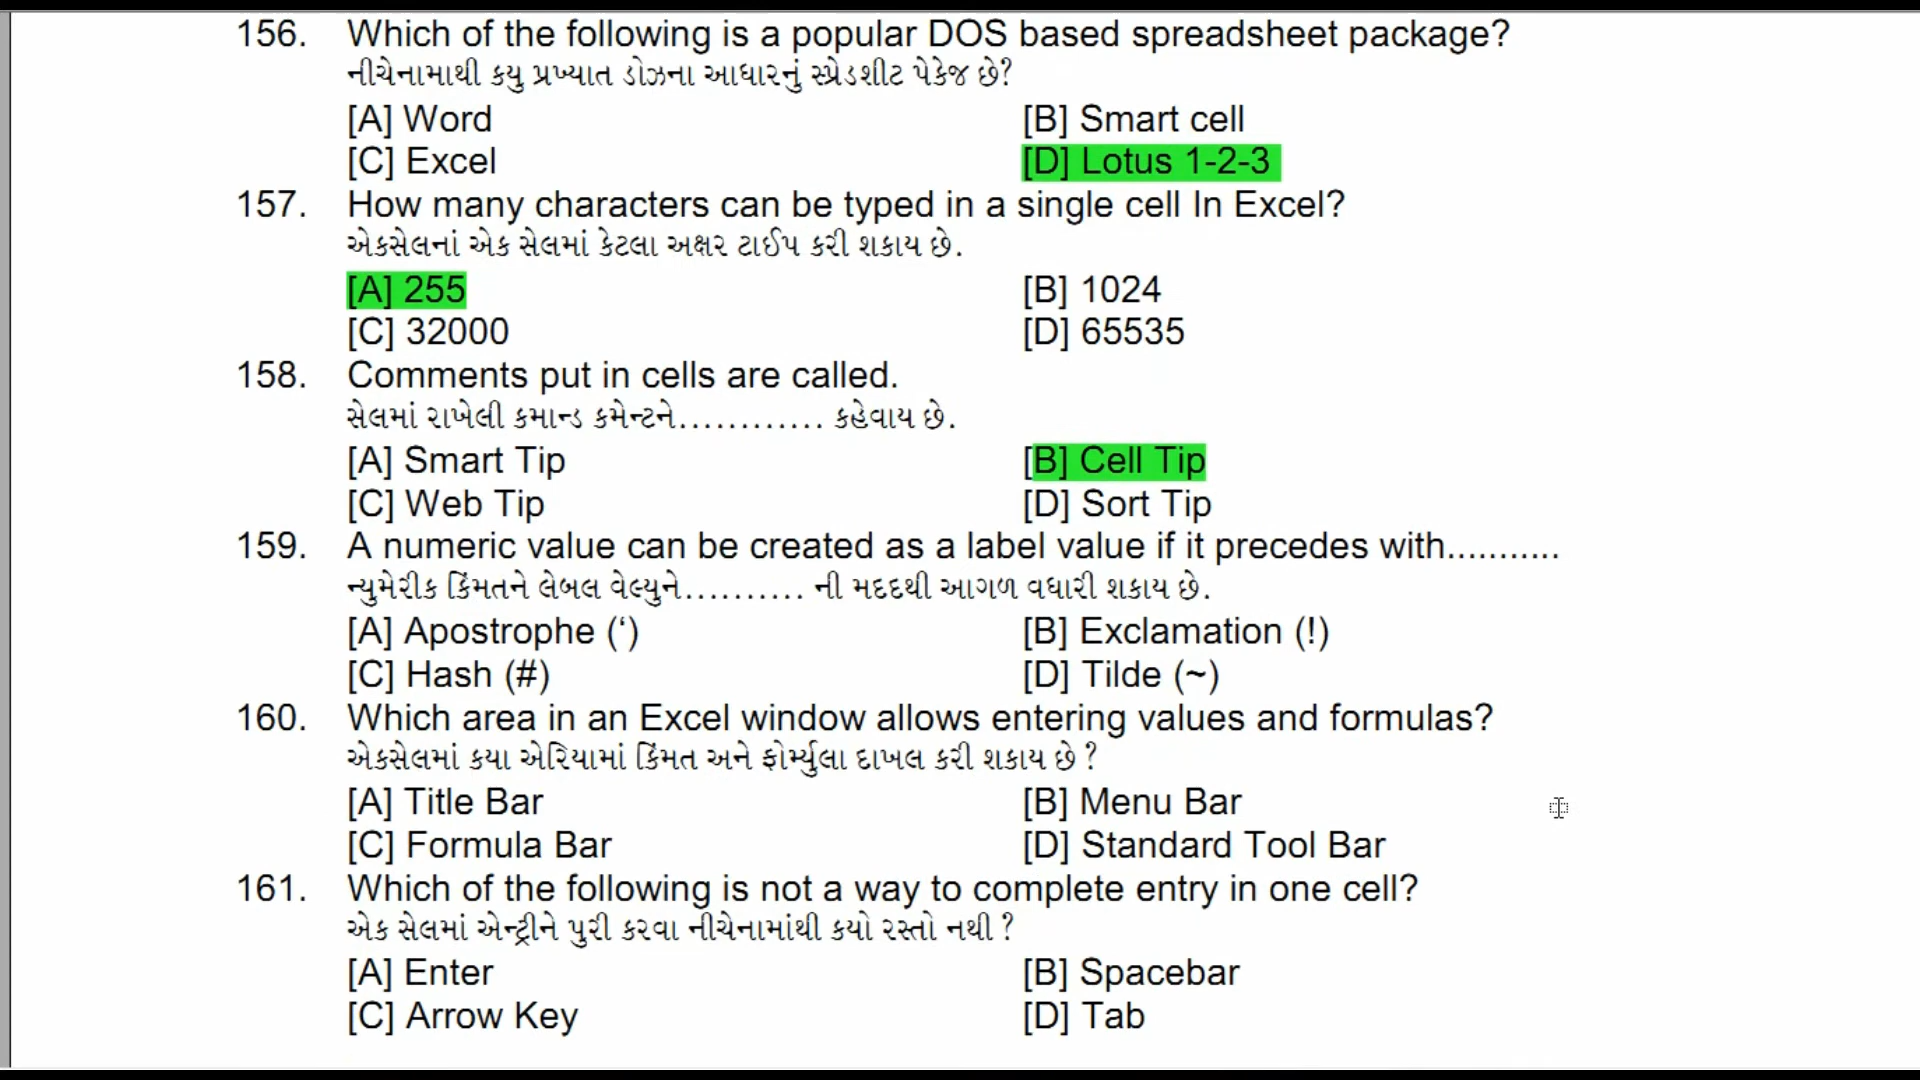 156. Which of the following is a popular DOS based spreadsheet package?
નીચેનામાથી કયુ પ્રખ્યાત ડોઝના આધારનું સ્પ્રેડશીટ પેકેજ છે?
[A] Word [B] Smart cell
[C] Excel [D] Lotus 1-2-3
157. How many characters can be typed in a single cell In Excel?
એકસેલનાં એક સેલમાં કેટલા અક્ષર ટાઈપ કરી શકાય છે.
[A] 255 [B] 1024
[C] 32000 [D] 65535
158. Comments put in cells are called.
સેલમાં રાખેલી કમાન્ડ કમેન્ટને............ કહેવાય છે.
[A] Smart Tip [B] Cell Tip
[C] Web Tip [D] Sort Tip
159. A numeric value can be created as a label value if it precedes with...........
ન્યુમેરીક કિંમતને લેબલ વેલ્યુને.......... ની મદદથી આગળ વધારી શકાય છે.
[A] Apostrophe (‘) [B] Exclamation (!)
[C] Hash (#) [D] Tilde (~)
160. Which area in an Excel window allows entering values and formulas?
એકસેલમાં કયા એરિયામાં કિંમત અને ફોર્મ્યુલા દાખલ કરી શકાય છે ?
[A] Title Bar [B] Menu Bar
[C] Formula Bar [D] Standard Tool Bar
161. Which of the following is not a way to complete entry in one cell?
એક સેલમાં એન્ટ્રીને પુરી કરવા નીચેનામાંથી કયો રસ્તો નથી ?
[A] Enter [B] Spacebar
[C] Arrow Key [D] Tab